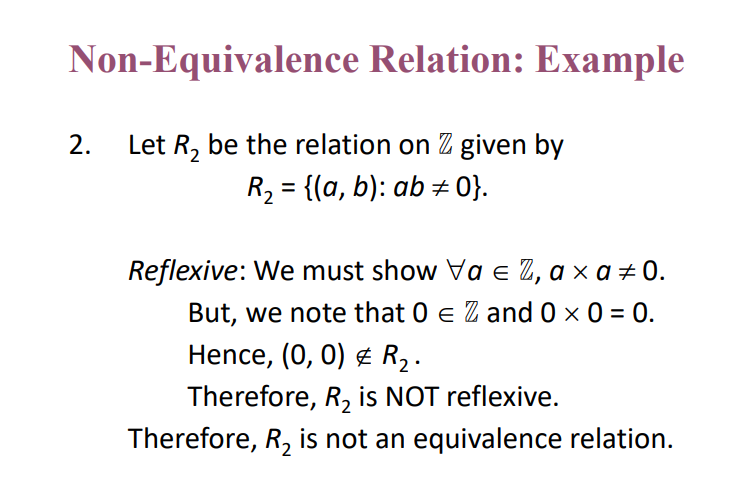 Non-Equivalence Relation: Example
2. Let R₂ be the relation on ℤ given by
R₂ = {(a, b): ab ≠ 0}.
Reflexive: We must show ∀a ∈ ℤ, a × a ≠ 0.
But, we note that 0 ∈ ℤ and 0 × 0 = 0.
Hence, (0, 0) ∉ R₂ .
Therefore, R₂ is NOT reflexive.
Therefore, R₂ is not an equivalence relation.